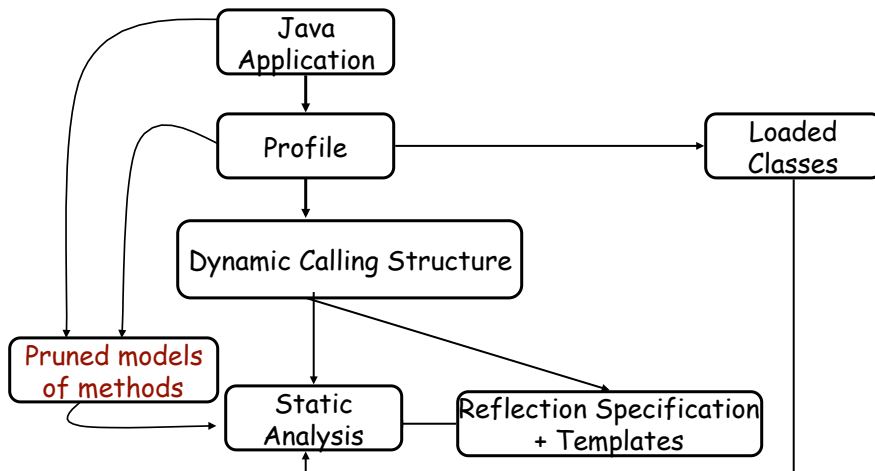 Java
Application
Profile
Loaded
Classes
Dynamic Calling Structure
Pruned models
of methods
Static
Analysis
Reflection Specification
+ Templates